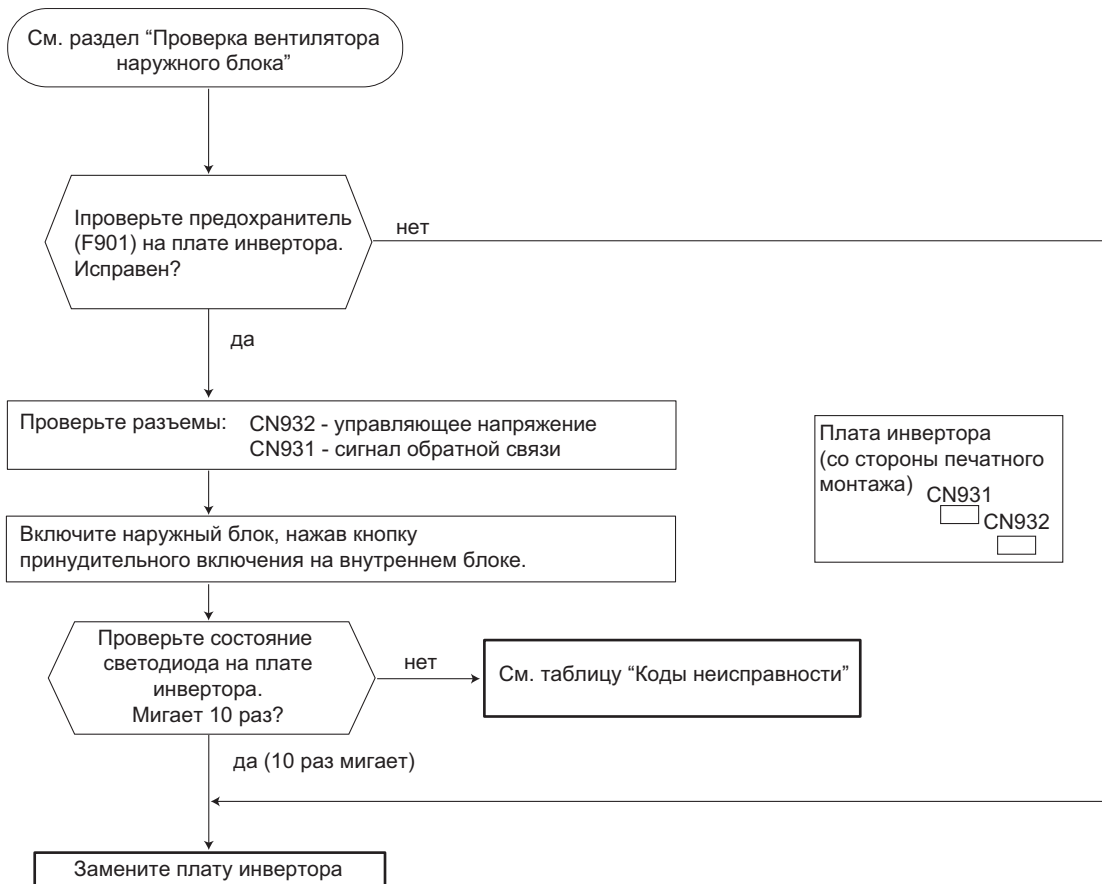 См. раздел “Проверка вентилятора
наружного блока”
Iпроверьте предохранитель
(F901) на плате инвертора.
Исправен?
нет
да
Проверьте разъемы: CN932 - управляющее напряжение
CN931 - сигнал обратной связи
Плата инвертора
(со стороны печатного
монтажа)
CN931
CN932
Включите наружный блок, нажав кнопку
принудительного включения на внутреннем блоке.
Проверьте состояние
светодиода на плате
инвертора.
Мигает 10 раз?
нет
См. таблицу “Коды неисправности”
да (10 раз мигает)
Замените плату инвертора